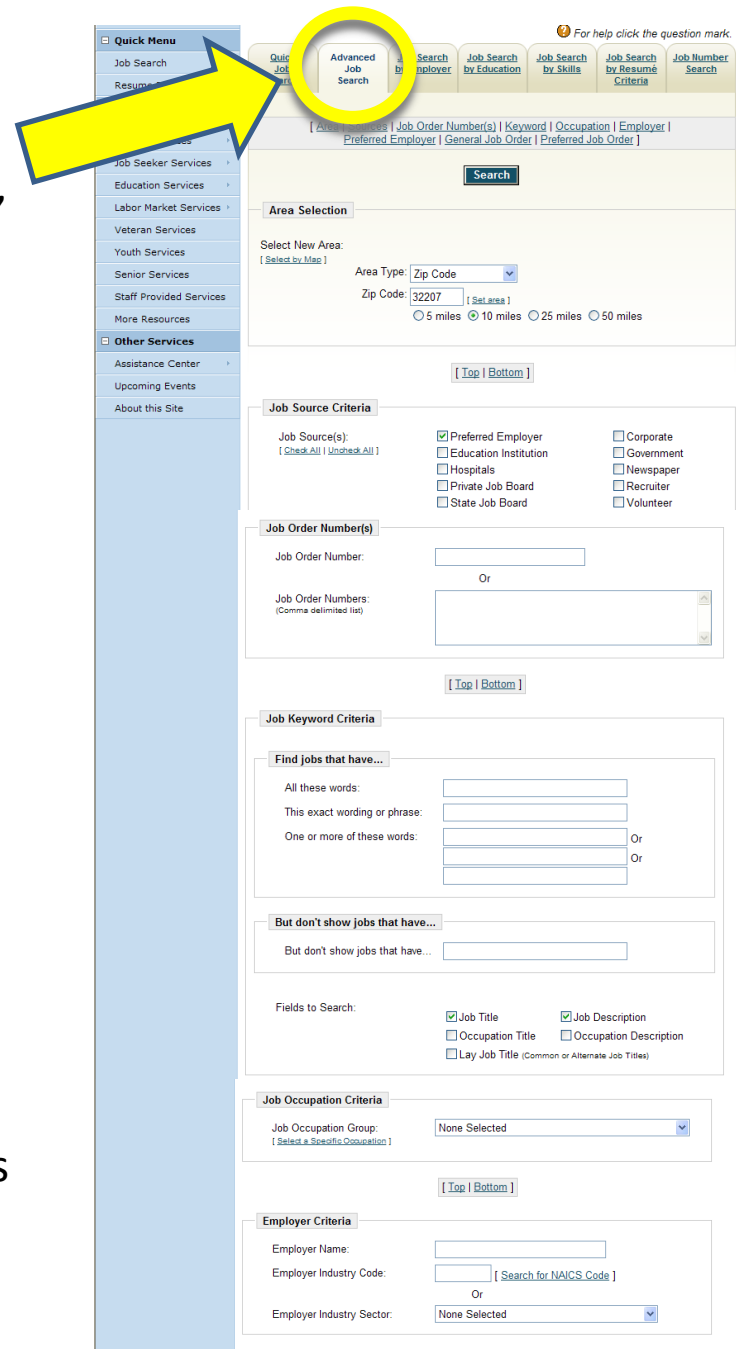 For help click the question mark.
Quick Menu
Job Search
Job Seeker Services
Education Services
Labor Market Services
Veteran Services
Youth Services
Senior Services
Staff Provided Services
More Resources
Other Services
Assistance Center
Upcoming Events
About this Site
Advanced Job Search
Job Search by Education
Job Search by Skills
Job Search by Resumé Criteria
Job Number Search
| Job Order Number(s) | Keyword | Occupation | Employer |
Preferred Employer | General Job Order | Preferred Job Order ]
Search
Area Selection
Select New Area:
[ Select by Map ]
Area Type: Zip Code
Zip Code: 32207 [ Set area ]
5 miles 10 miles 25 miles 50 miles
[ Top | Bottom ]
Job Source Criteria
Job Source(s): Preferred Employer Corporate
[ Check All | Uncheck All ] Education Institution Government
Hospitals Newspaper
Private Job Board Recruiter
State Job Board Volunteer
Job Order Number(s)
Job Order Number:
Or
Job Order Numbers:
(Comma delimited list)
[ Top | Bottom ]
Job Keyword Criteria
Find jobs that have...
All these words:
This exact wording or phrase:
One or more of these words: Or
Or
But don't show jobs that have...
But don't show jobs that have...
Fields to Search:
Job Title Job Description
Occupation Title Occupation Description
Lay Job Title (Common or Alternate Job Titles)
Job Occupation Criteria
Job Occupation Group: None Selected
[ Select a Specific Occupation ]
[ Top | Bottom ]
Employer Criteria
Employer Name:
Employer Industry Code: [ Search for NAICS Code ]
Or
Employer Industry Sector: None Selected